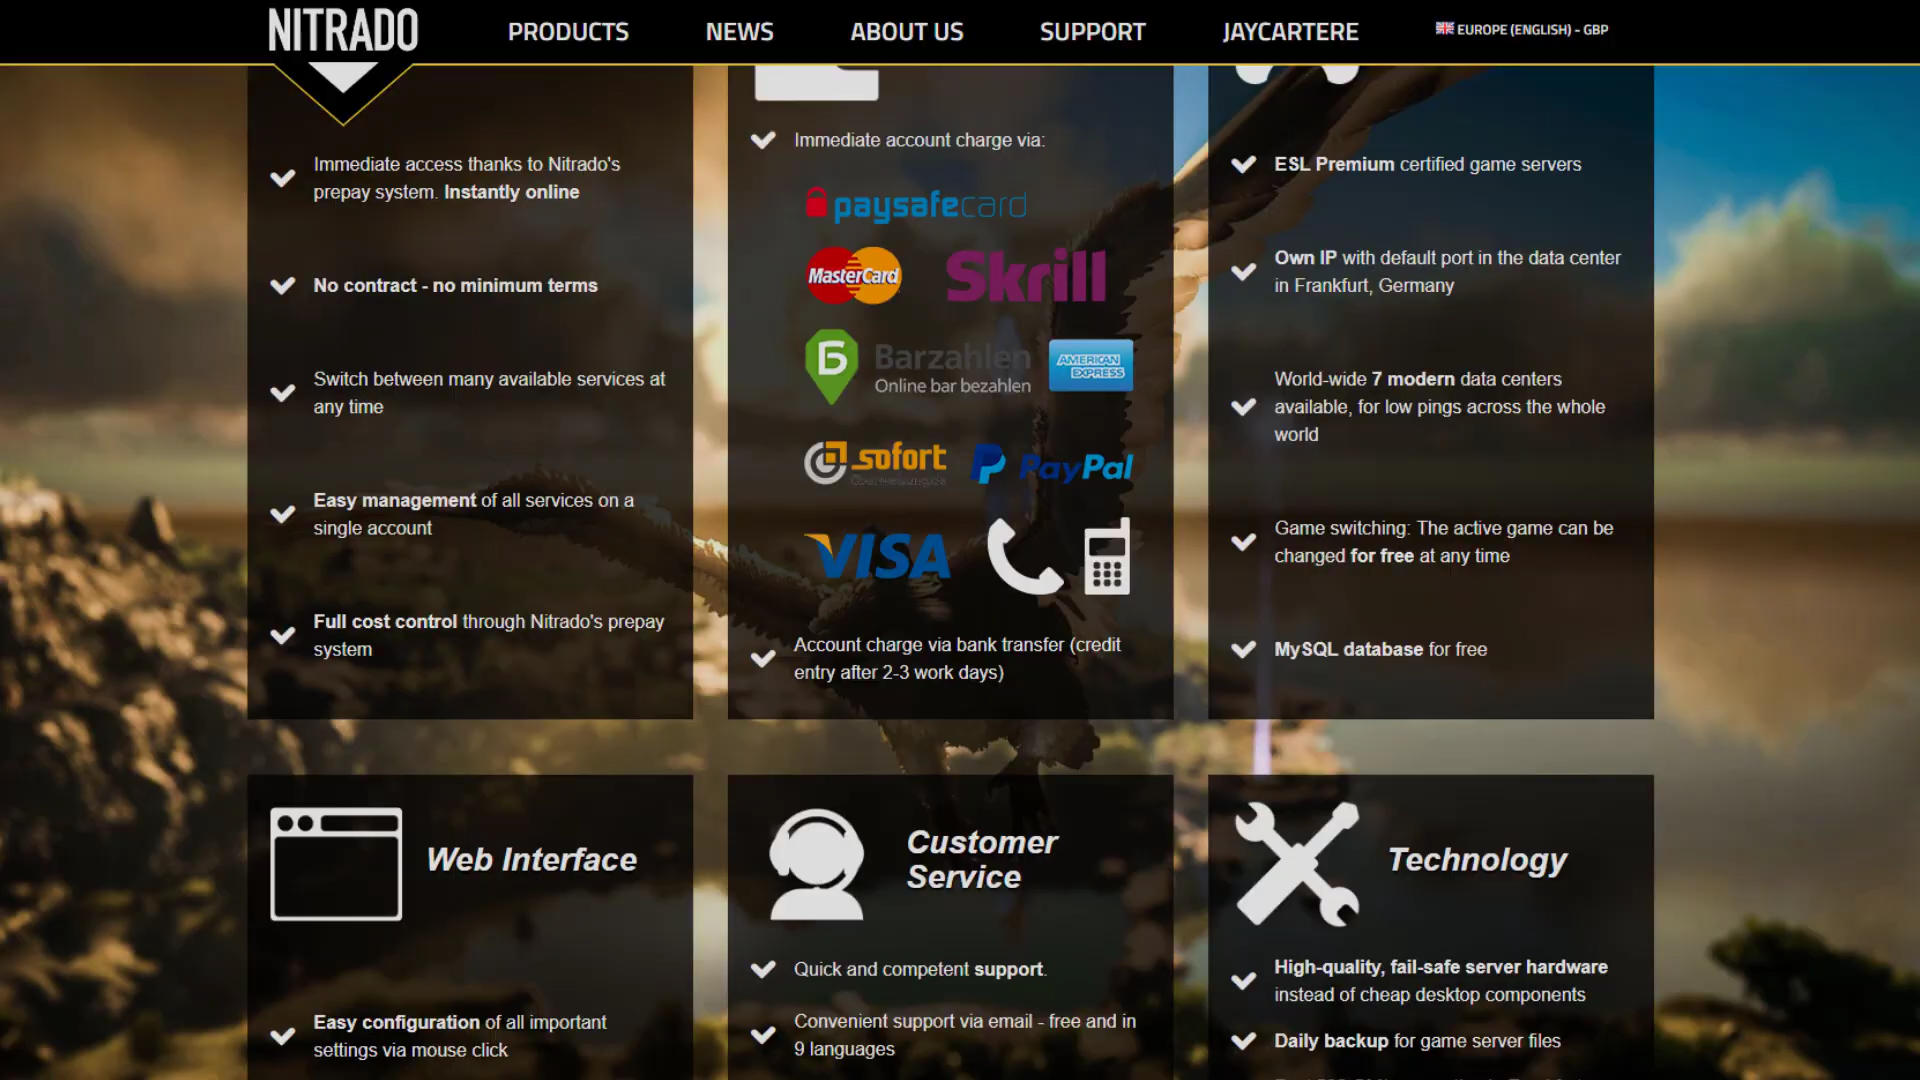 NITRADO
PRODUCTS
NEWS
ABOUT US
SUPPORT
JAYCARTERE
EUROPE (ENGLISH) - GBP
Immediate access thanks to Nitrado's
prepay system. Instantly online
No contract - no minimum terms
Switch between many available services at
any time
Easy management of all services on a
single account
Full cost control through Nitrado's prepay
system
Immediate account charge via:
paysafecard
MasterCard
Skrill
Barzahlen
Online bar bezahlen
AMERICAN
EXPRESS
sofort
PayPal
VISA
Account charge via bank transfer (credit
entry after 2-3 work days)
ESL Premium certified game servers
Own IP with default port in the data center
in Frankfurt, Germany
World-wide 7 modern data centers
available, for low pings across the whole
world
Game switching: The active game can be
changed for free at any time
MySQL database for free
Web Interface
Easy configuration of all important
settings via mouse click
Customer
Service
Quick and competent support.
Convenient support via email - free and in
9 languages
Technology
High-quality, fail-safe server hardware
instead of cheap desktop components
Daily backup for game server files